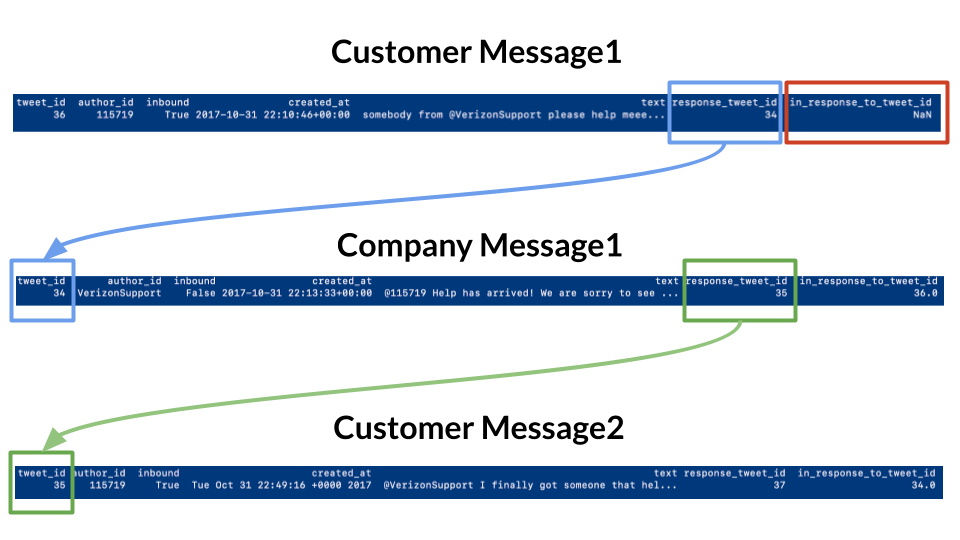 Customer Message1
tweet_id author_id inbound created_at text response_tweet_id in_response_to_tweet_id
36 115719 True 2017-10-31 22:10:46+00:00 somebody from @VerizonSupport please help meee... 34 NaN
Company Message1
tweet_id author_id inbound created_at text response_tweet_id in_response_to_tweet_id
34 VerizonSupport False 2017-10-31 22:13:33+00:00 @115719 Help has arrived! We are sorry to see ... 35 36.0
Customer Message2
tweet_id author_id inbound created_at text response_tweet_id in_response_to_tweet_id
35 115719 True Tue Oct 31 22:49:16 +0000 2017 @VerizonSupport I finally got someone that hel... 37 34.0